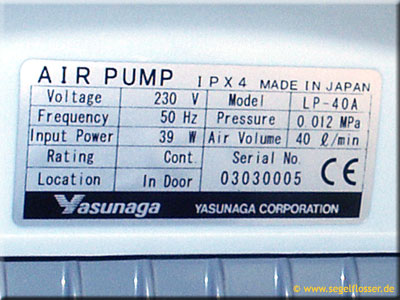 AIR PUMP IPX4 MADE IN JAPAN
Voltage 230 V Model LP-40A
Frequency 50 Hz Pressure 0.012 MPa
Input Power 39 W Air Volume 40 ℓ/min
Rating Cont. Serial No.
Location In Door 03030005 CE
Yasunaga YASUNAGA CORPORATION
© www.segelflosser.de